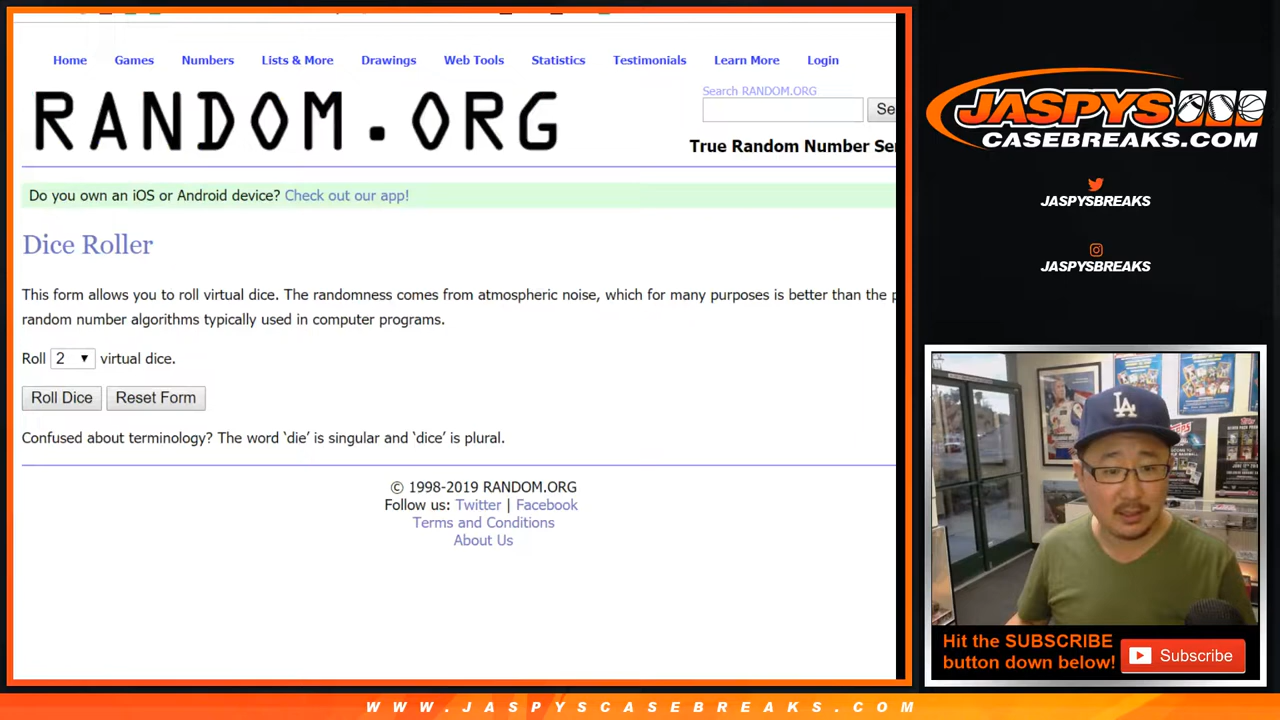 Home Games Numbers Lists & More Drawings Web Tools Statistics Testimonials Learn More Login
RANDOM.ORG
Search RANDOM.ORG
Se
True Random Number Ser
Do you own an iOS or Android device? Check out our app!
Dice Roller
This form allows you to roll virtual dice. The randomness comes from atmospheric noise, which for many purposes is better than the p
random number algorithms typically used in computer programs.
Roll 2 virtual dice.
Roll Dice Reset Form
Confused about terminology? The word ‘die’ is singular and ‘dice’ is plural.
© 1998-2019 RANDOM.ORG
Follow us: Twitter | Facebook
Terms and Conditions
About Us
JASPYS
CASEBREAKS.COM
JASPYSBREAKS
JASPYSBREAKS
LA
Hit the SUBSCRIBE
button down below!
Subscribe
WWW.JASPYSCASEBREAKS.COM